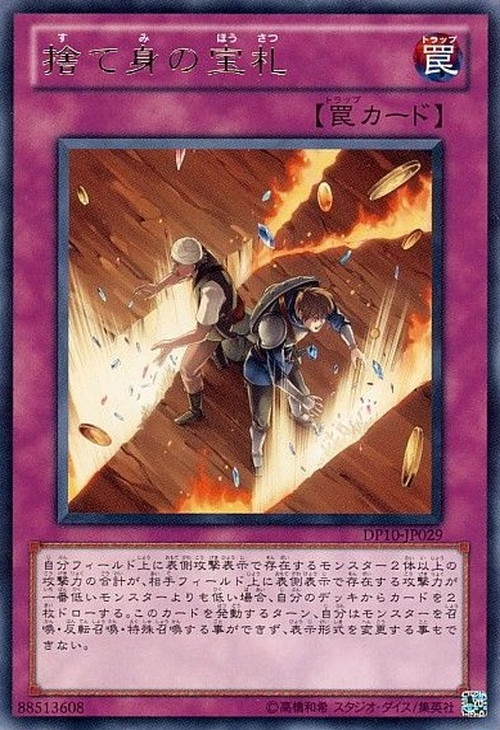 捨て身の宝札
罠
【罠カード】
DP10-JP029
自分フィールド上に表側攻撃表示で存在するモンスター2体以上の
攻撃力の合計が、相手フィールド上に表側表示で存在する攻撃力が
一番低いモンスターよりも低い場合、自分のデッキからカードを2
枚ドローする。このカードを発動するターン、自分はモンスターを召
喚・反転召喚・特殊召喚する事ができず、表示形式を変更する事もで
きない。
88513608
©高橋和希 スタジオ・ダイス/集英社